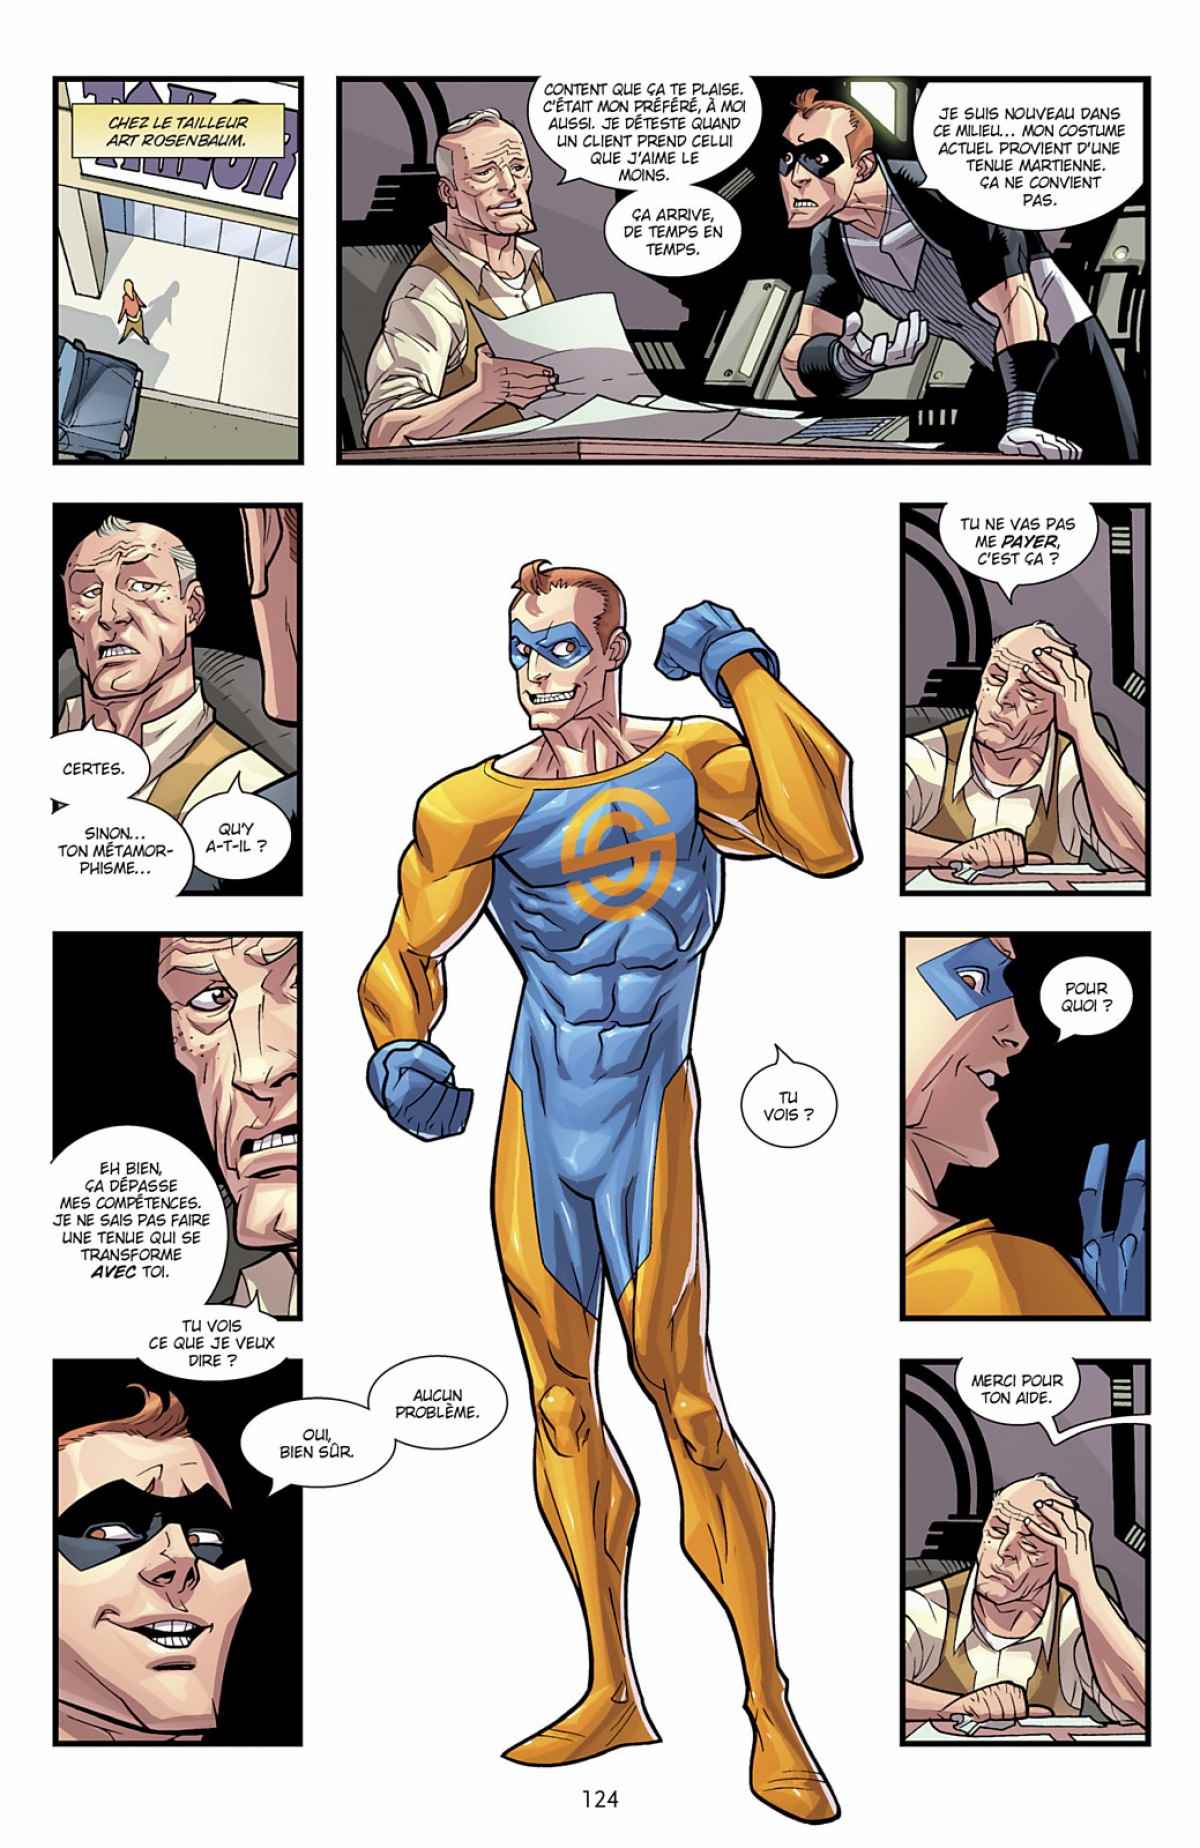 TAILOR
CHEZ LE TAILLEUR
ART ROSENBAUM.
CONTENT QUE ÇA TE PLAISE.
C'ÉTAIT MON PRÉFÉRÉ, À MOI
AUSSI. JE DÉTESTE QUAND
UN CLIENT PREND CELUI
QUE J'AIME LE
MOINS.
ÇA ARRIVE,
DE TEMPS EN
TEMPS.
JE SUIS NOUVEAU DANS
CE MILIEU... MON COSTUME
ACTUEL PROVIENT D'UNE
TENUE MARTIENNE.
ÇA NE CONVIENT
PAS.
CERTES.
SINON...
TON MÉTAMOR-
PHISME...
QU'Y
A-T-IL ?
EH BIEN,
ÇA DÉPASSE
MES COMPÉTENCES.
JE NE SAIS PAS FAIRE
UNE TENUE QUI SE
TRANSFORME
AVEC TOI.
TU VOIS
CE QUE JE VEUX
DIRE ?
OUI,
BIEN SÛR.
AUCUN
PROBLÈME.
S
TU
VOIS ?
TU NE VAS PAS
ME PAYER,
C'EST ÇA ?
POUR
QUOI ?
MERCI POUR
TON AIDE.
124